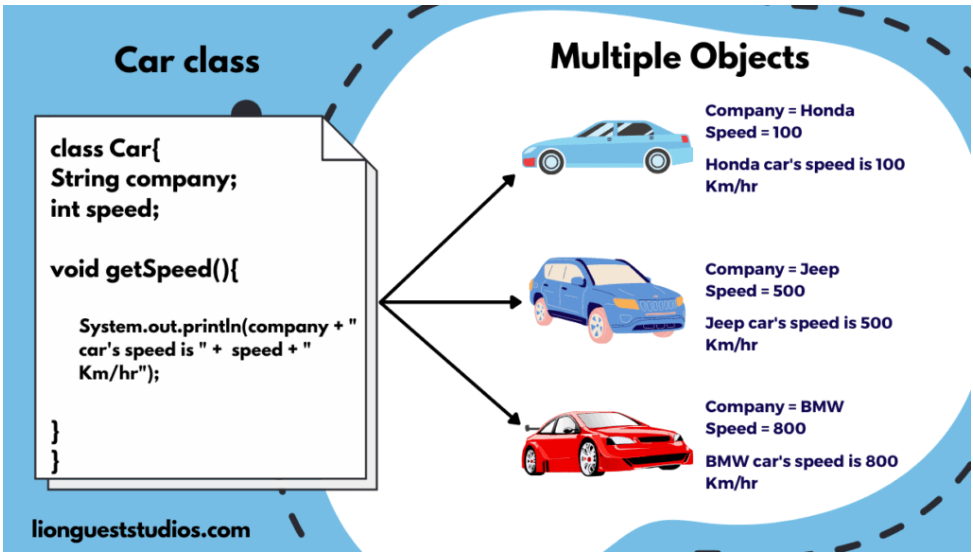 Car class
class Car{
String company;
int speed;
void getSpeed(){
System.out.println(company + "
car's speed is " + speed + "
Km/hr");
}
}
liongueststudios.com
Multiple Objects
Company = Honda
Speed = 100
Honda car's speed is 100
Km/hr
Company = Jeep
Speed = 500
Jeep car's speed is 500
Km/hr
Company = BMW
Speed = 800
BMW car's speed is 800
Km/hr